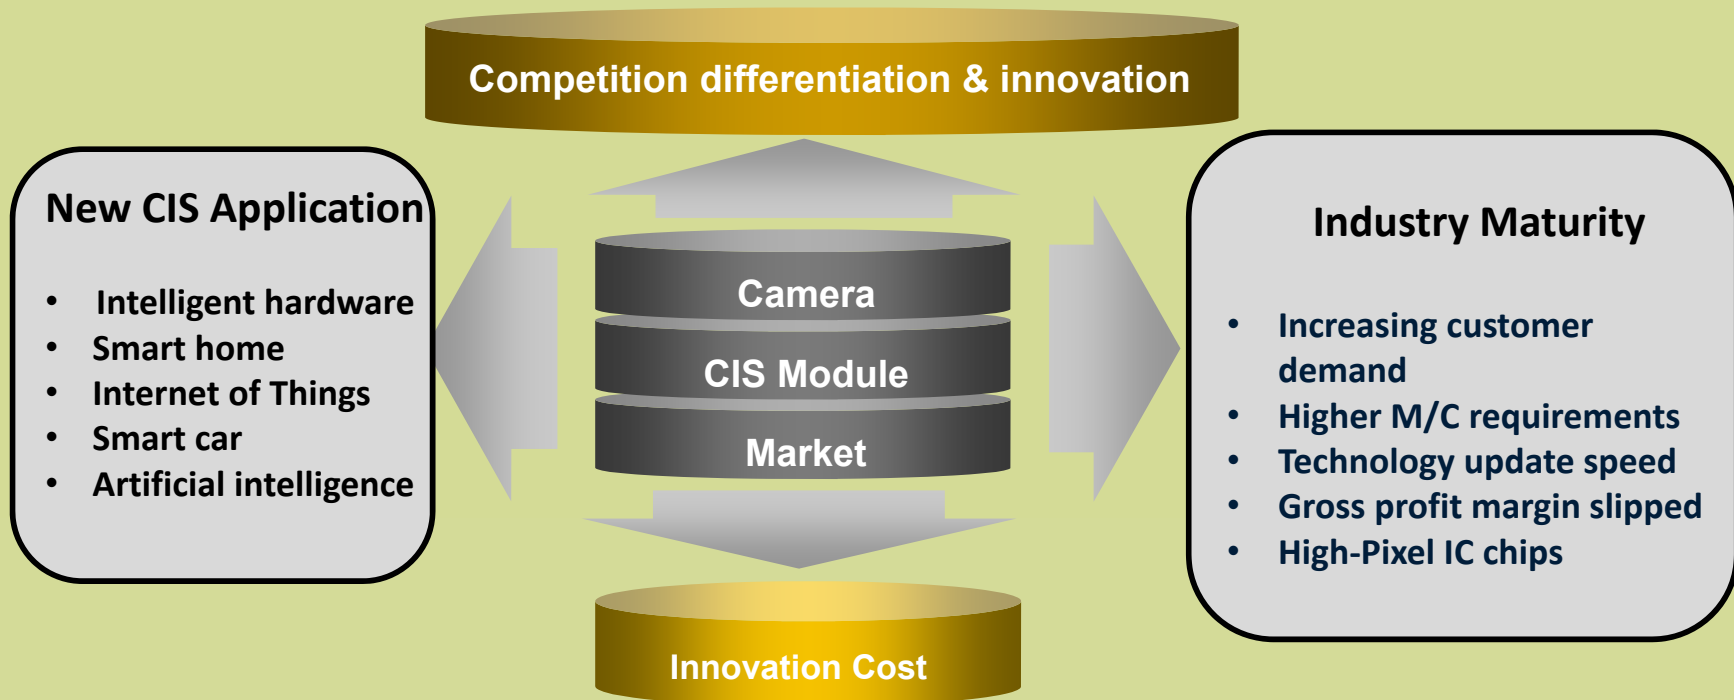 Competition differentiation & innovation
New CIS Application
• Intelligent hardware
• Smart home
• Internet of Things
• Smart car
• Artificial intelligence
Camera
CIS Module
Market
Industry Maturity
• Increasing customer
demand
• Higher M/C requirements
• Technology update speed
• Gross profit margin slipped
• High-Pixel IC chips
Innovation Cost